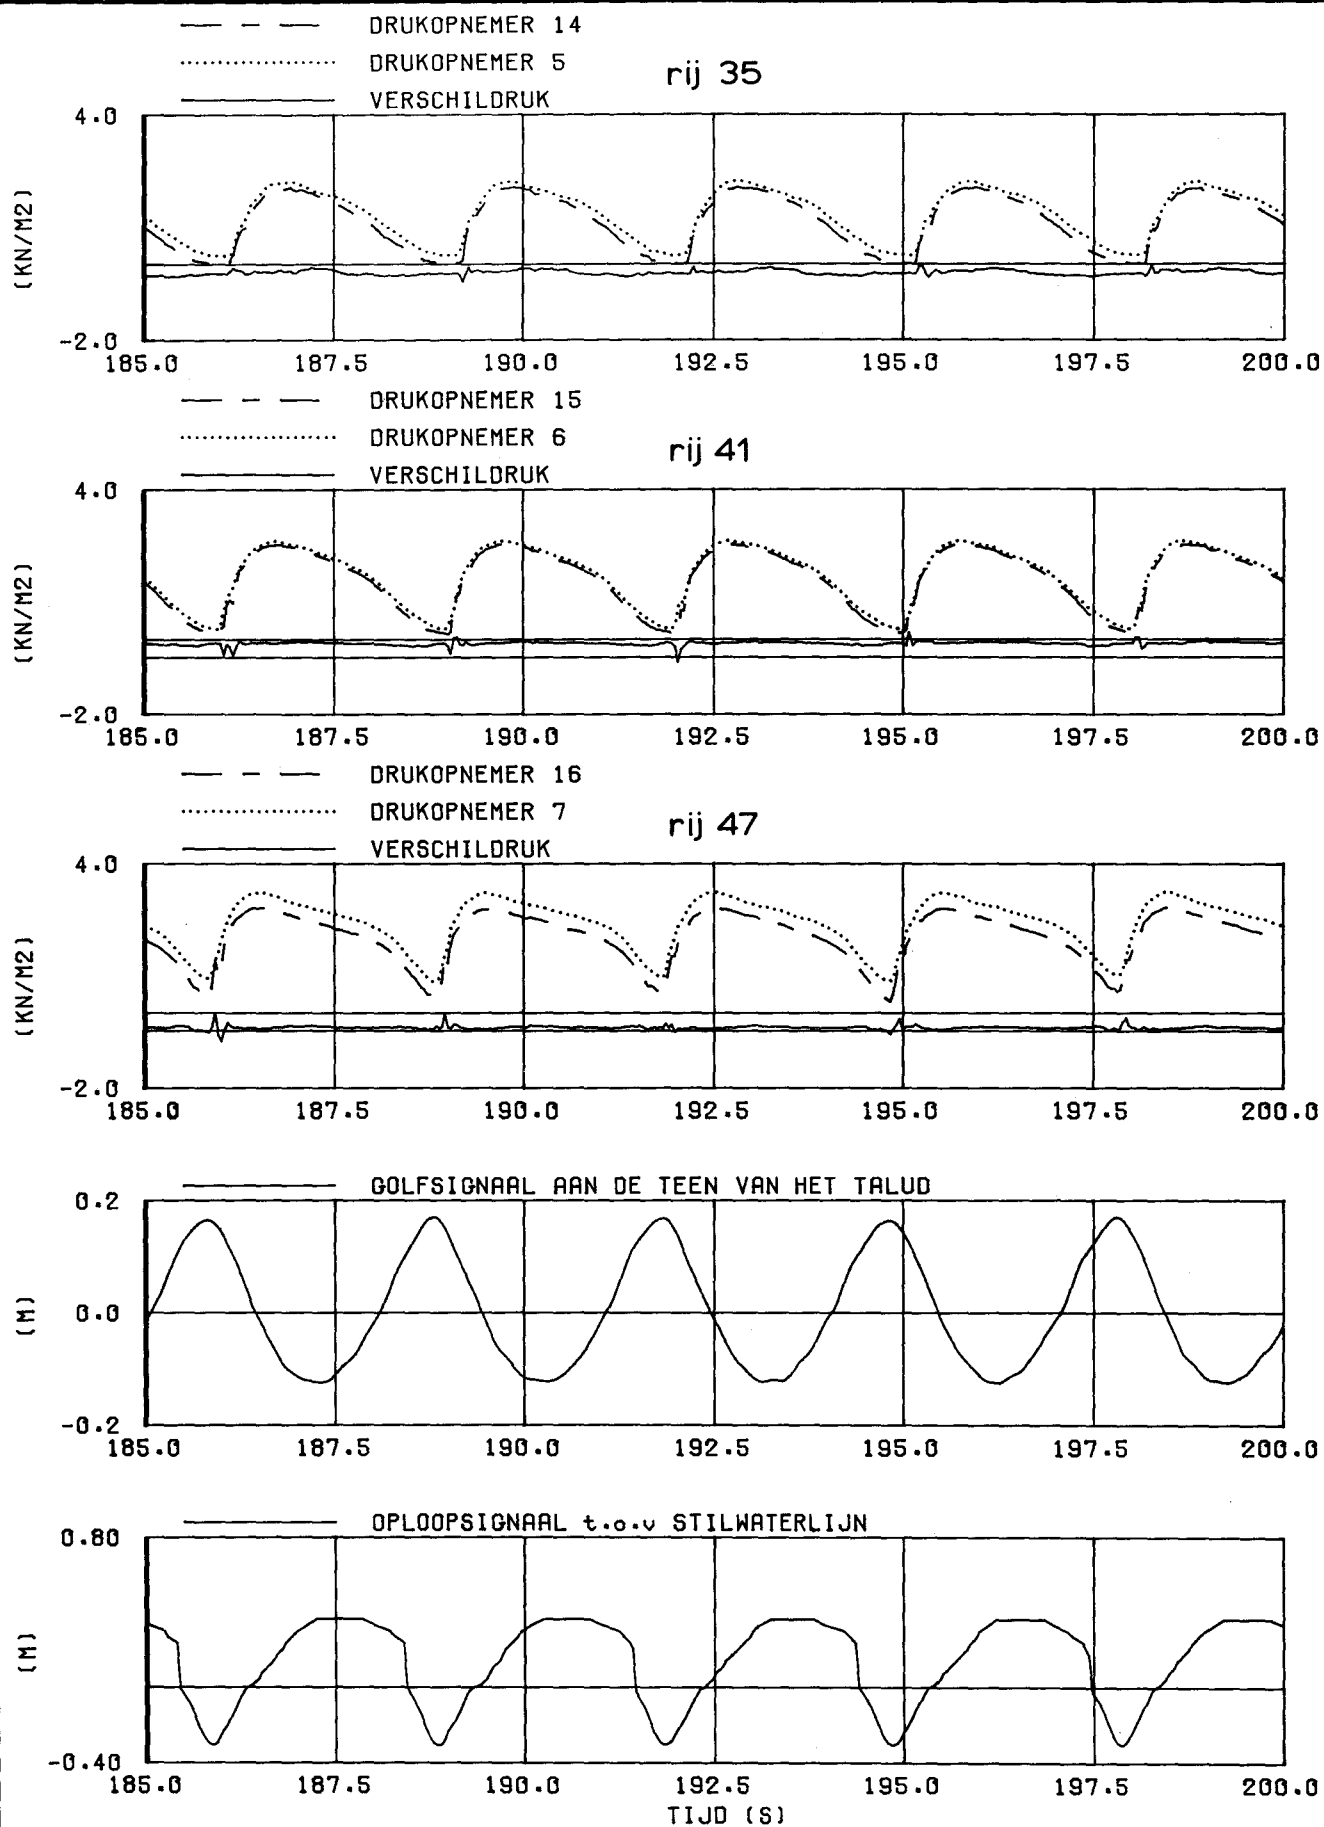 DRUKOPNEMER 14
DRUKOPNEMER 5
VERSCHILDRUK
rij 35
4.0
(KN/M2)
-2.0
185.0 187.5 190.0 192.5 195.0 197.5 200.0
DRUKOPNEMER 15
DRUKOPNEMER 6
VERSCHILDRUK
rij 41
4.0
(KN/M2)
-2.0
185.0 187.5 190.0 192.5 195.0 197.5 200.0
DRUKOPNEMER 16
DRUKOPNEMER 7
VERSCHILDRUK
rij 47
4.0
(KN/M2)
-2.0
185.0 187.5 190.0 192.5 195.0 197.5 200.0
GOLFSIGNAAL AAN DE TEEN VAN HET TALUD
0.2
(M)
0.0
-0.2
185.0 187.5 190.0 192.5 195.0 197.5 200.0
OPLOOPSIGNAAL t.o.v STILWATERLIJN
0.80
(M)
-0.40
185.0 187.5 190.0 192.5 195.0 197.5 200.0
TIJD (S)